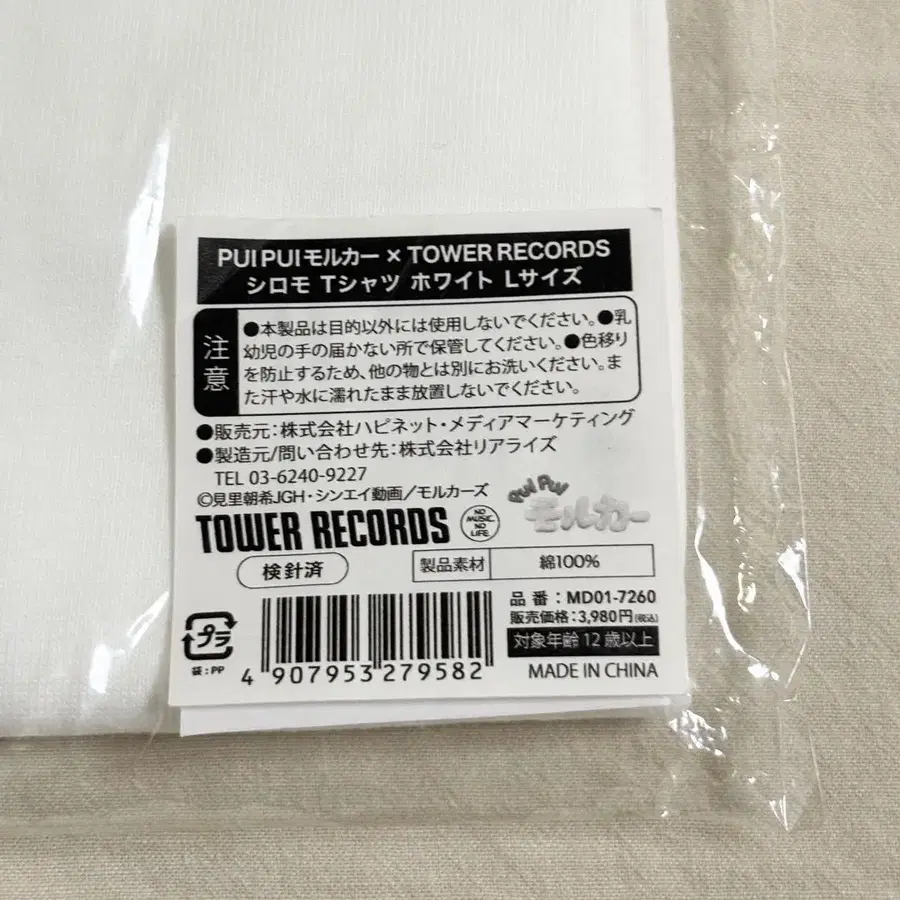 PUI PUI モルカー × TOWER RECORDS
シロモ Tシャツ ホワイト Lサイズ
注意
●本製品は目的以外には使用しないでください。●乳
幼児の手の届かない所で保管してください。●色移り
を防止するため、他の物とは別にお洗いください。ま
た汗や水に濡れたまま放置しないでください。
●販売元:株式会社ハピネット・メディアマーケティング
●製造元/問い合わせ先:株式会社リアライズ
TEL 03-6240-9227
©見里朝希JGH・シンエイ動画/モルカーズ
TOWER RECORDS
NO MUSIC. NO LIFE.
PUI PUI
モルカー
検針済
製品素材 綿100%
品番:MD01-7260
販売価格:3,980円(税込)
対象年齢12歳以上
プラ
袋:PP
4 907953 279582
MADE IN CHINA